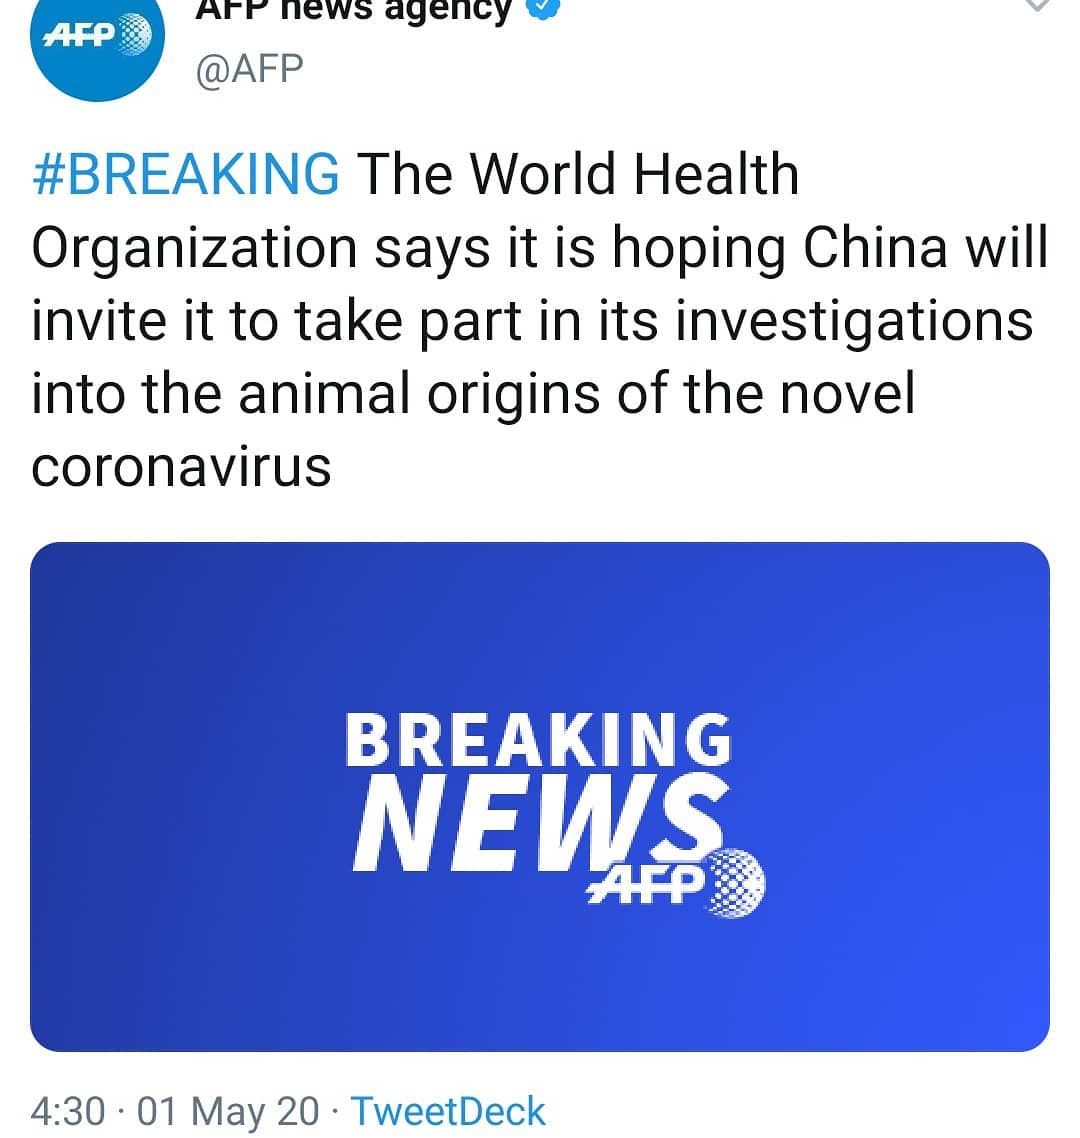 AFP
AFP news agency
@AFP
#BREAKING The World Health
Organization says it is hoping China will
invite it to take part in its investigations
into the animal origins of the novel
coronavirus
BREAKING
NEWS
AFP
4:30 · 01 May 20 · TweetDeck